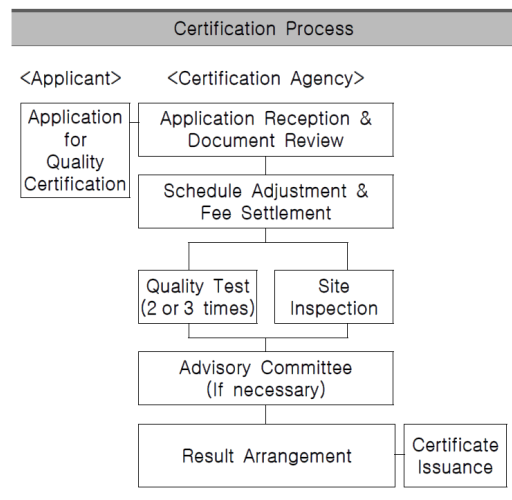 Certification Process
<Applicant>
<Certification Agency>
Application
for
Quality
Certification
Application Reception &
Document Review
Schedule Adjustment &
Fee Settlement
Quality Test
(2 or 3 times)
Site
Inspection
Advisory Committee
(If necessary)
Result Arrangement
Certificate
Issuance